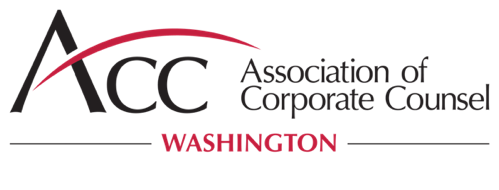 ACC
Association of
Corporate Counsel
WASHINGTON